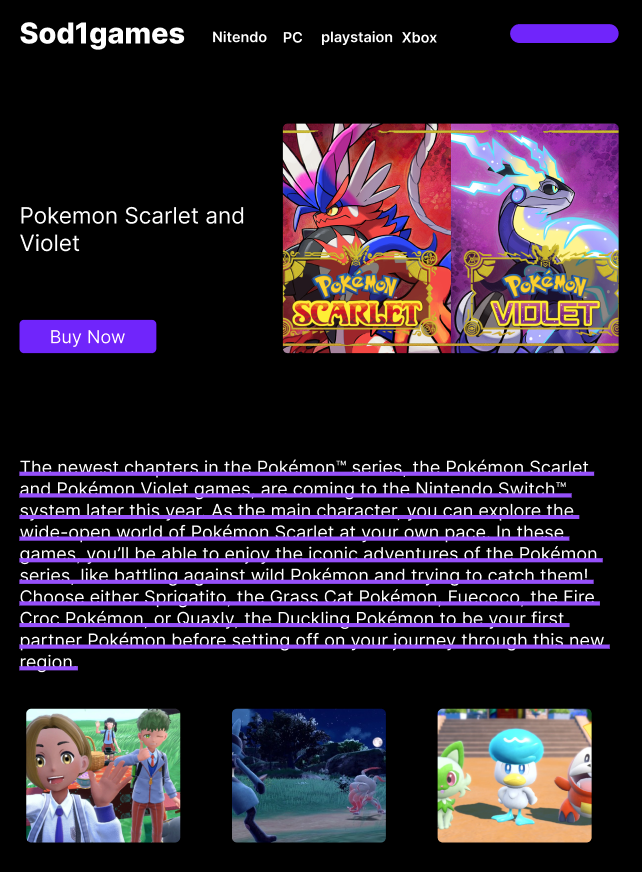 Sod1games
Nitendo PC playstaion Xbox
Pokemon Scarlet and
Violet
POKéMON
SCARLET
POKéMON
VIOLET
Buy Now
The newest chapters in the Pokémon™ series, the Pokémon Scarlet
and Pokémon Violet games, are coming to the Nintendo Switch™
system later this year. As the main character, you can explore the
wide-open world of Pokémon Scarlet at your own pace. In these
games, you’ll be able to enjoy the iconic adventures of the Pokémon
series, like battling against wild Pokémon and trying to catch them!
Choose either Sprigatito, the Grass Cat Pokémon, Fuecoco, the Fire
Croc Pokémon, or Quaxly, the Duckling Pokémon to be your first
partner Pokémon before setting off on your journey through this new
region.